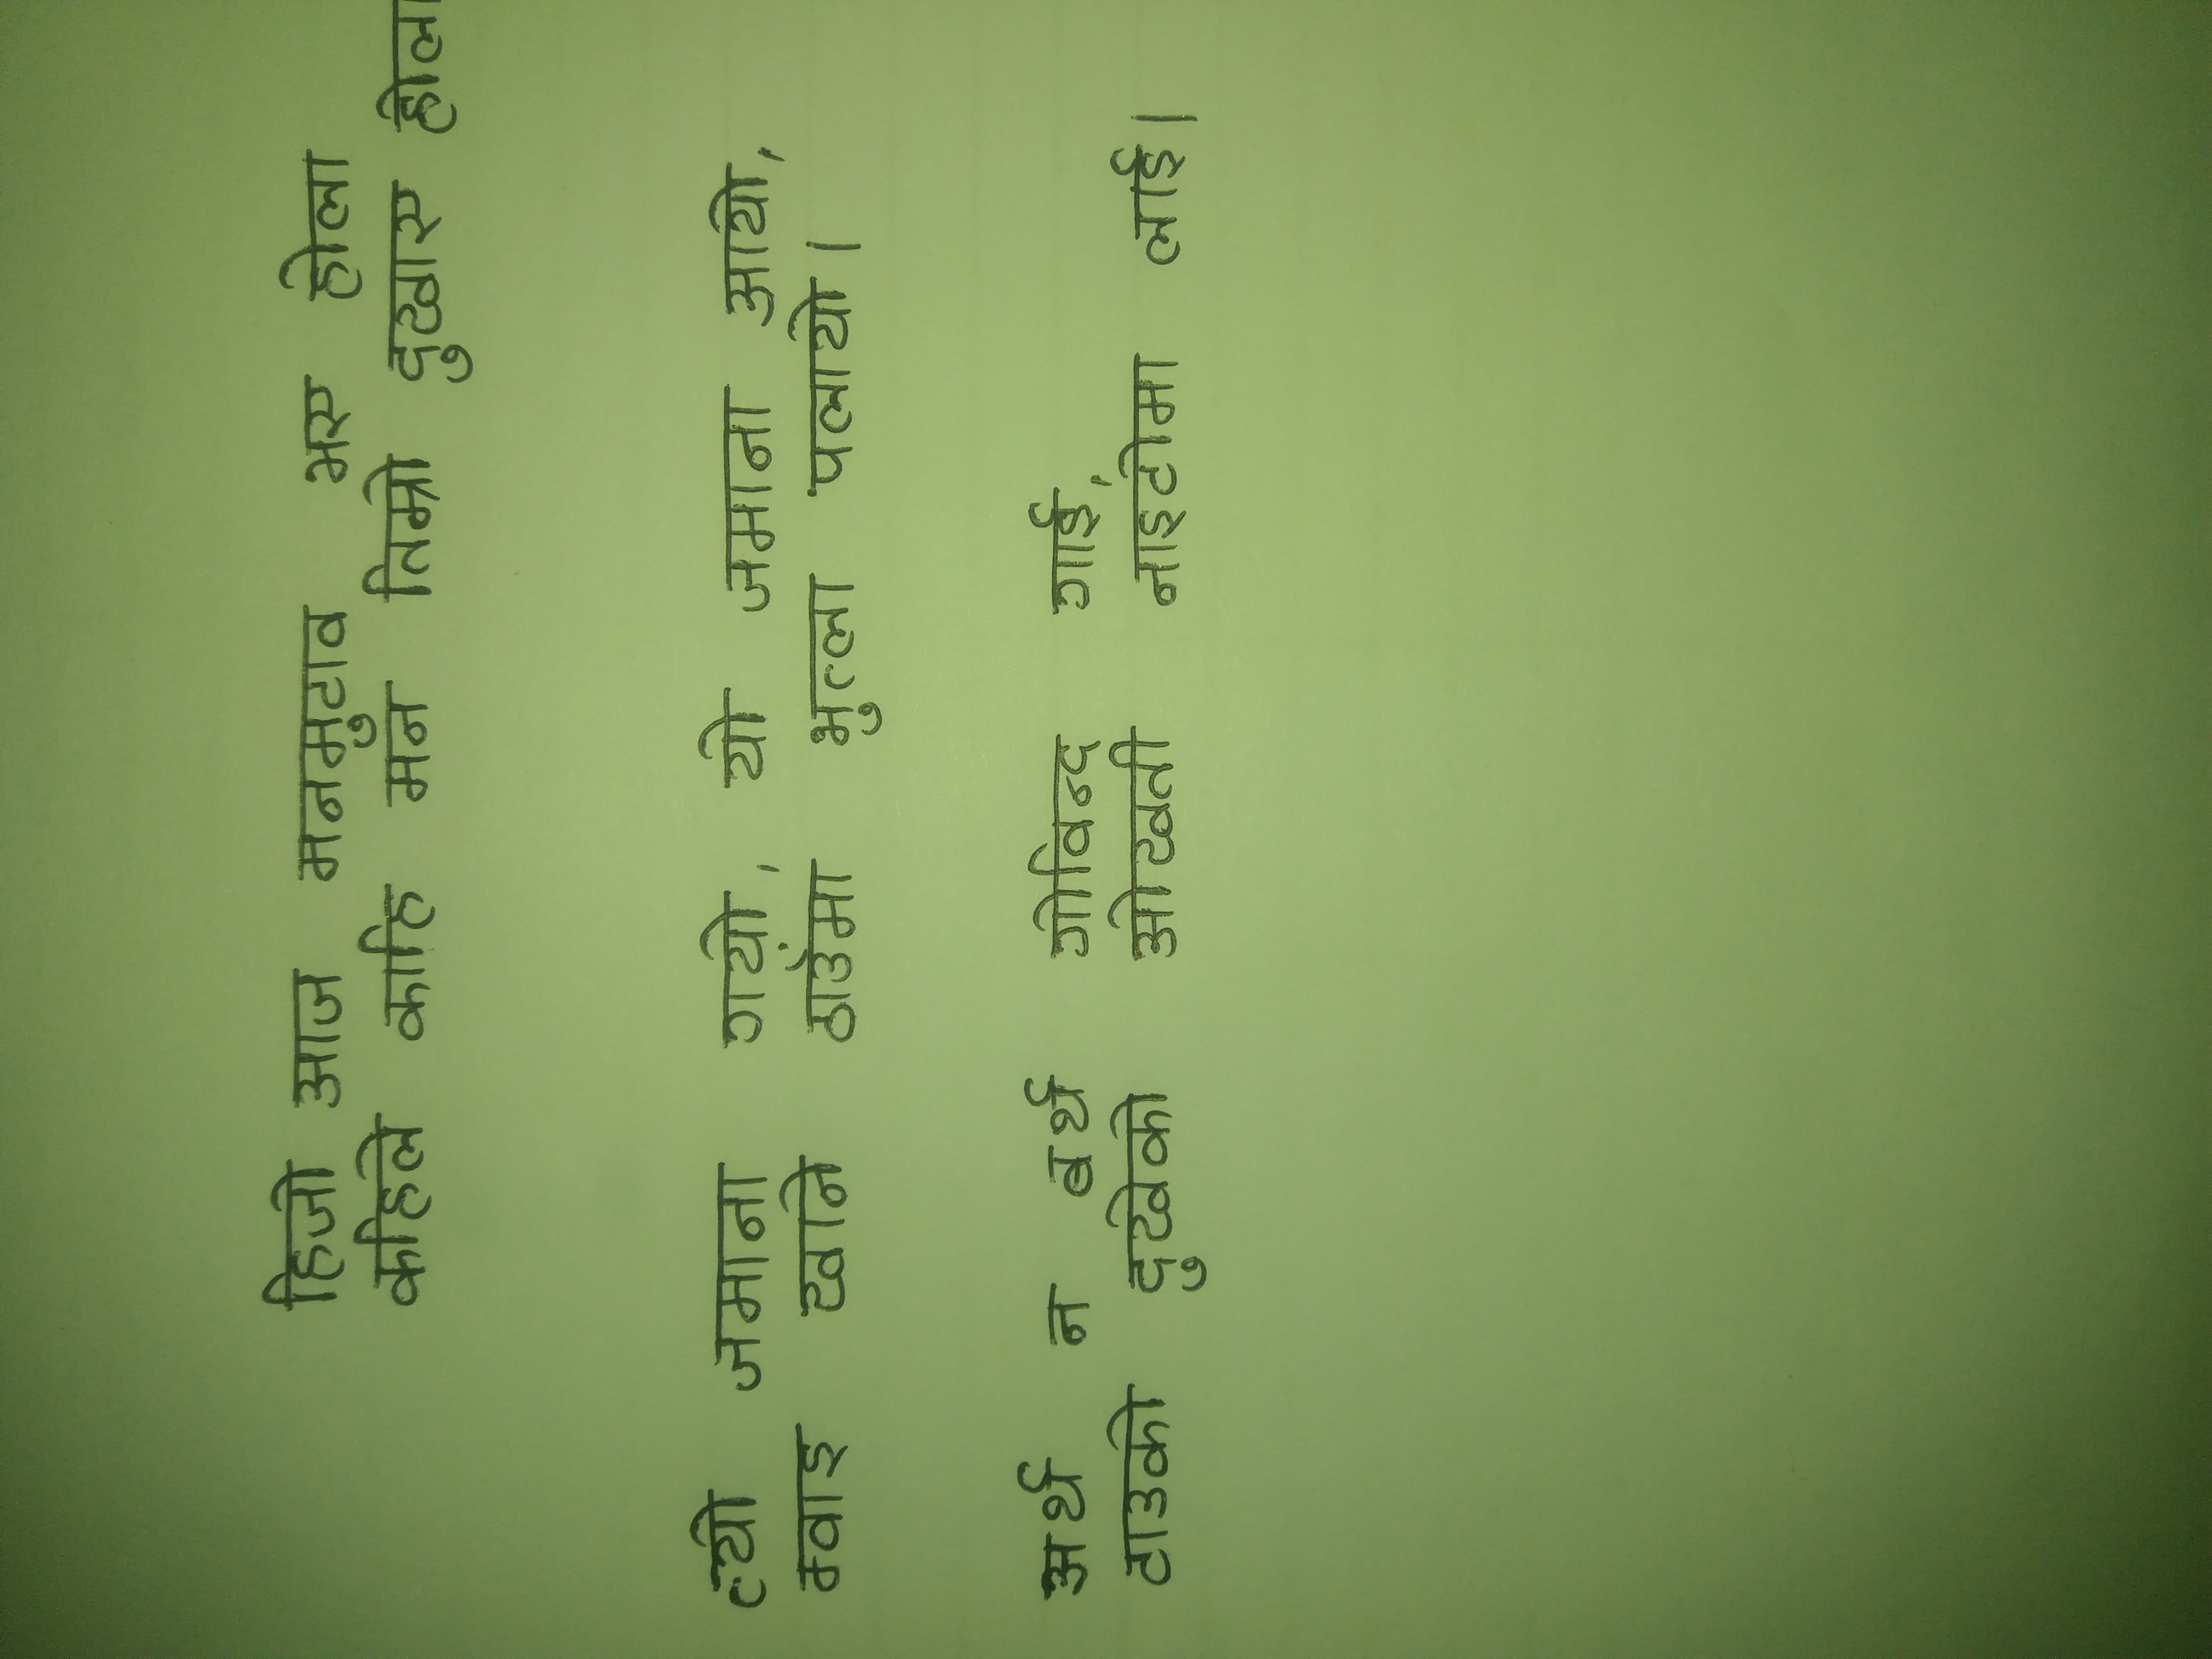 हिजो आज मनमुटाव भए होला
कहिले काहि मन तिम्रो दुखाए होला
त्यो जमाना गयो, यो जमाना आयो,
म्वाइ खाने ठाउँमा भुत्ला पलायो।
अर्थ न बर्थ गोविन्द गाई,
टाउको दुखेको ओखती नाइटोमा लाई।